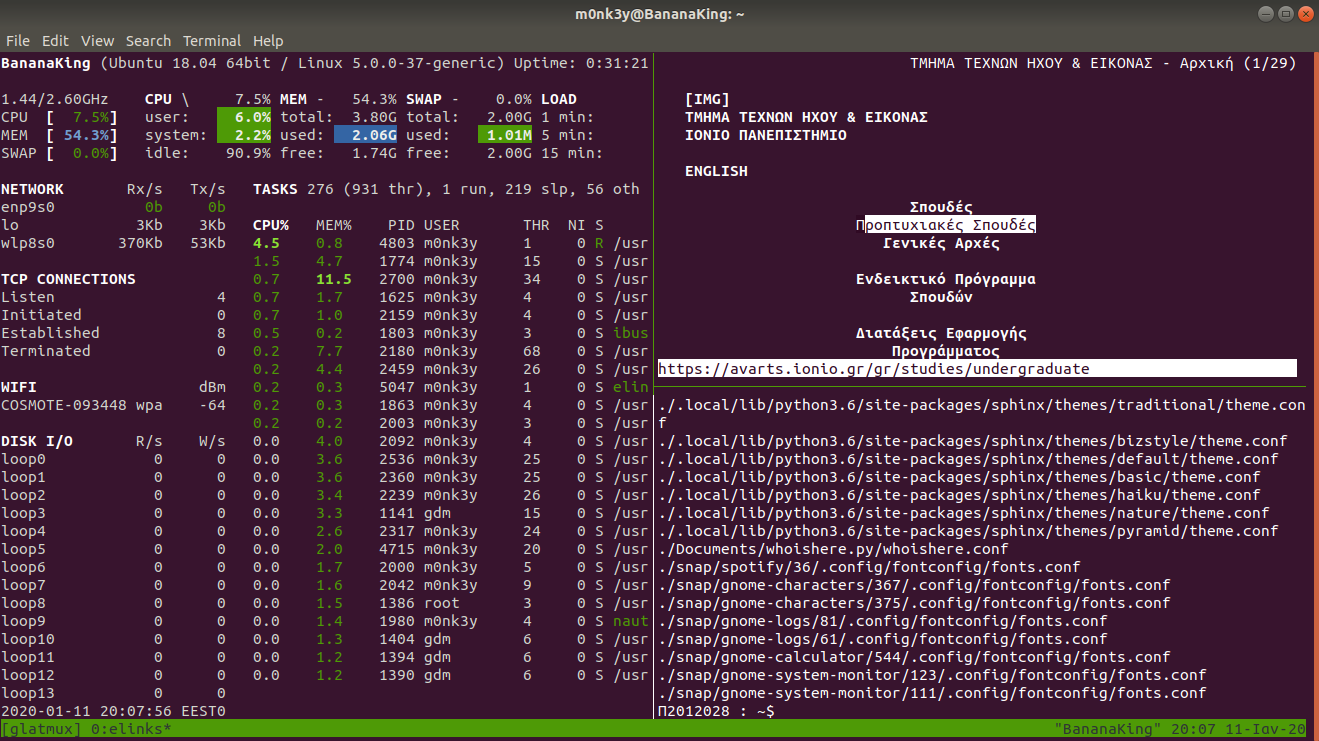 m0nk3y@BananaKing: ~
File Edit View Search Terminal Help
BananaKing (Ubuntu 18.04 64bit / Linux 5.0.0-37-generic) Uptime: 0:31:21
1.44/2.60GHz CPU \ 7.5% MEM - 54.3% SWAP - 0.0% LOAD
CPU [ 7.5%] user: 6.0% total: 3.80G total: 2.00G 1 min:
MEM [ 54.3%] system: 2.2% used: 2.06G used: 1.01M 5 min:
SWAP [ 0.0%] idle: 90.9% free: 1.74G free: 2.00G 15 min:
NETWORK Rx/s Tx/s
enp9s0 0b 0b
lo 3Kb 3Kb
wlp8s0 370Kb 53Kb
TCP CONNECTIONS
Listen 4
Initiated 0
Established 8
Terminated 0
WIFI dBm
COSMOTE-093448 wpa -64
DISK I/O R/s W/s
loop0 0 0
loop1 0 0
loop2 0 0
loop3 0 0
loop4 0 0
loop5 0 0
loop6 0 0
loop7 0 0
loop8 0 0
loop9 0 0
loop10 0 0
loop11 0 0
loop12 0 0
loop13 0 0
2020-01-11 20:07:56 EEST0
TASKS 276 (931 thr), 1 run, 219 slp, 56 oth
CPU% MEM% PID USER THR NI S
4.5 0.8 4803 m0nk3y 1 0 R /usr
1.5 4.7 1774 m0nk3y 15 0 S /usr
0.7 11.5 2700 m0nk3y 34 0 S /usr
0.7 1.7 1625 m0nk3y 4 0 S /usr
0.7 1.0 2159 m0nk3y 4 0 S /usr
0.5 0.2 1803 m0nk3y 3 0 S ibus
0.2 7.7 2180 m0nk3y 68 0 S /usr
0.2 4.4 2459 m0nk3y 26 0 S /usr
0.2 0.3 5047 m0nk3y 1 0 S elin
0.2 0.3 1863 m0nk3y 4 0 S /usr
0.2 0.2 2003 m0nk3y 3 0 S /usr
0.0 4.0 2092 m0nk3y 4 0 S /usr
0.0 3.6 2536 m0nk3y 25 0 S /usr
0.0 3.6 2360 m0nk3y 25 0 S /usr
0.0 3.4 2239 m0nk3y 26 0 S /usr
0.0 3.3 1141 gdm 15 0 S /usr
0.0 2.6 2317 m0nk3y 24 0 S /usr
0.0 2.0 4715 m0nk3y 20 0 S /usr
0.0 1.7 2000 m0nk3y 5 0 S /usr
0.0 1.6 2042 m0nk3y 9 0 S /usr
0.0 1.5 1386 root 3 0 S /usr
0.0 1.4 1980 m0nk3y 4 0 S naut
0.0 1.3 1404 gdm 6 0 S /usr
0.0 1.2 1394 gdm 6 0 S /usr
0.0 1.2 1390 gdm 6 0 S /usr
ΤΜΗΜΑ ΤΕΧΝΩΝ ΗΧΟΥ & ΕΙΚΟΝΑΣ - Αρχική (1/29)
[IMG]
ΤΜΗΜΑ ΤΕΧΝΩΝ ΗΧΟΥ & ΕΙΚΟΝΑΣ
ΙΟΝΙΟ ΠΑΝΕΠΙΣΤΗΜΙΟ
ENGLISH
Σπουδές
Προπτυχιακές Σπουδές
Γενικές Αρχές
Ενδεικτικό Πρόγραμμα
Σπουδών
Διατάξεις Εφαρμογής
Προγράμματος
https://avarts.ionio.gr/gr/studies/undergraduate
./.local/lib/python3.6/site-packages/sphinx/themes/traditional/theme.con
f
./.local/lib/python3.6/site-packages/sphinx/themes/bizstyle/theme.conf
./.local/lib/python3.6/site-packages/sphinx/themes/default/theme.conf
./.local/lib/python3.6/site-packages/sphinx/themes/basic/theme.conf
./.local/lib/python3.6/site-packages/sphinx/themes/haiku/theme.conf
./.local/lib/python3.6/site-packages/sphinx/themes/nature/theme.conf
./.local/lib/python3.6/site-packages/sphinx/themes/pyramid/theme.conf
./Documents/whoishere.py/whoishere.conf
./snap/spotify/36/.config/fontconfig/fonts.conf
./snap/gnome-characters/367/.config/fontconfig/fonts.conf
./snap/gnome-characters/375/.config/fontconfig/fonts.conf
./snap/gnome-logs/81/.config/fontconfig/fonts.conf
./snap/gnome-logs/61/.config/fontconfig/fonts.conf
./snap/gnome-calculator/544/.config/fontconfig/fonts.conf
./snap/gnome-system-monitor/123/.config/fontconfig/fonts.conf
./snap/gnome-system-monitor/111/.config/fontconfig/fonts.conf
Π2012028 : ~$
[glatmux] 0:elinks* "BananaKing" 20:07 11-Ιαν-20